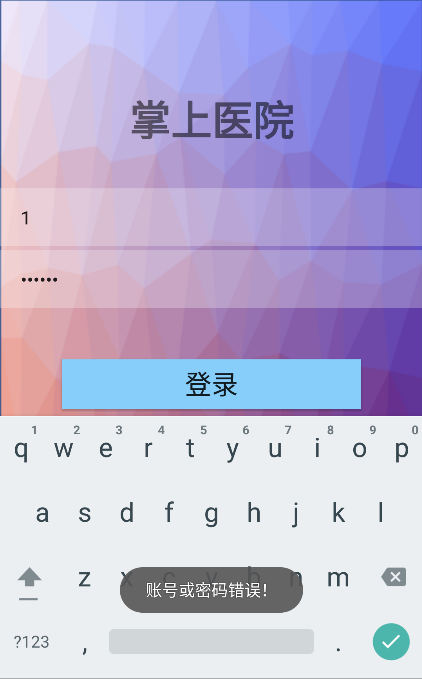 掌上医院
1
••••••
登录
1 2 3 4 5 6 7 8 9 0
q w e r t y u i o p
a s d f g h j k l
z x c v b n m
账号或密码错误!
?123 , .